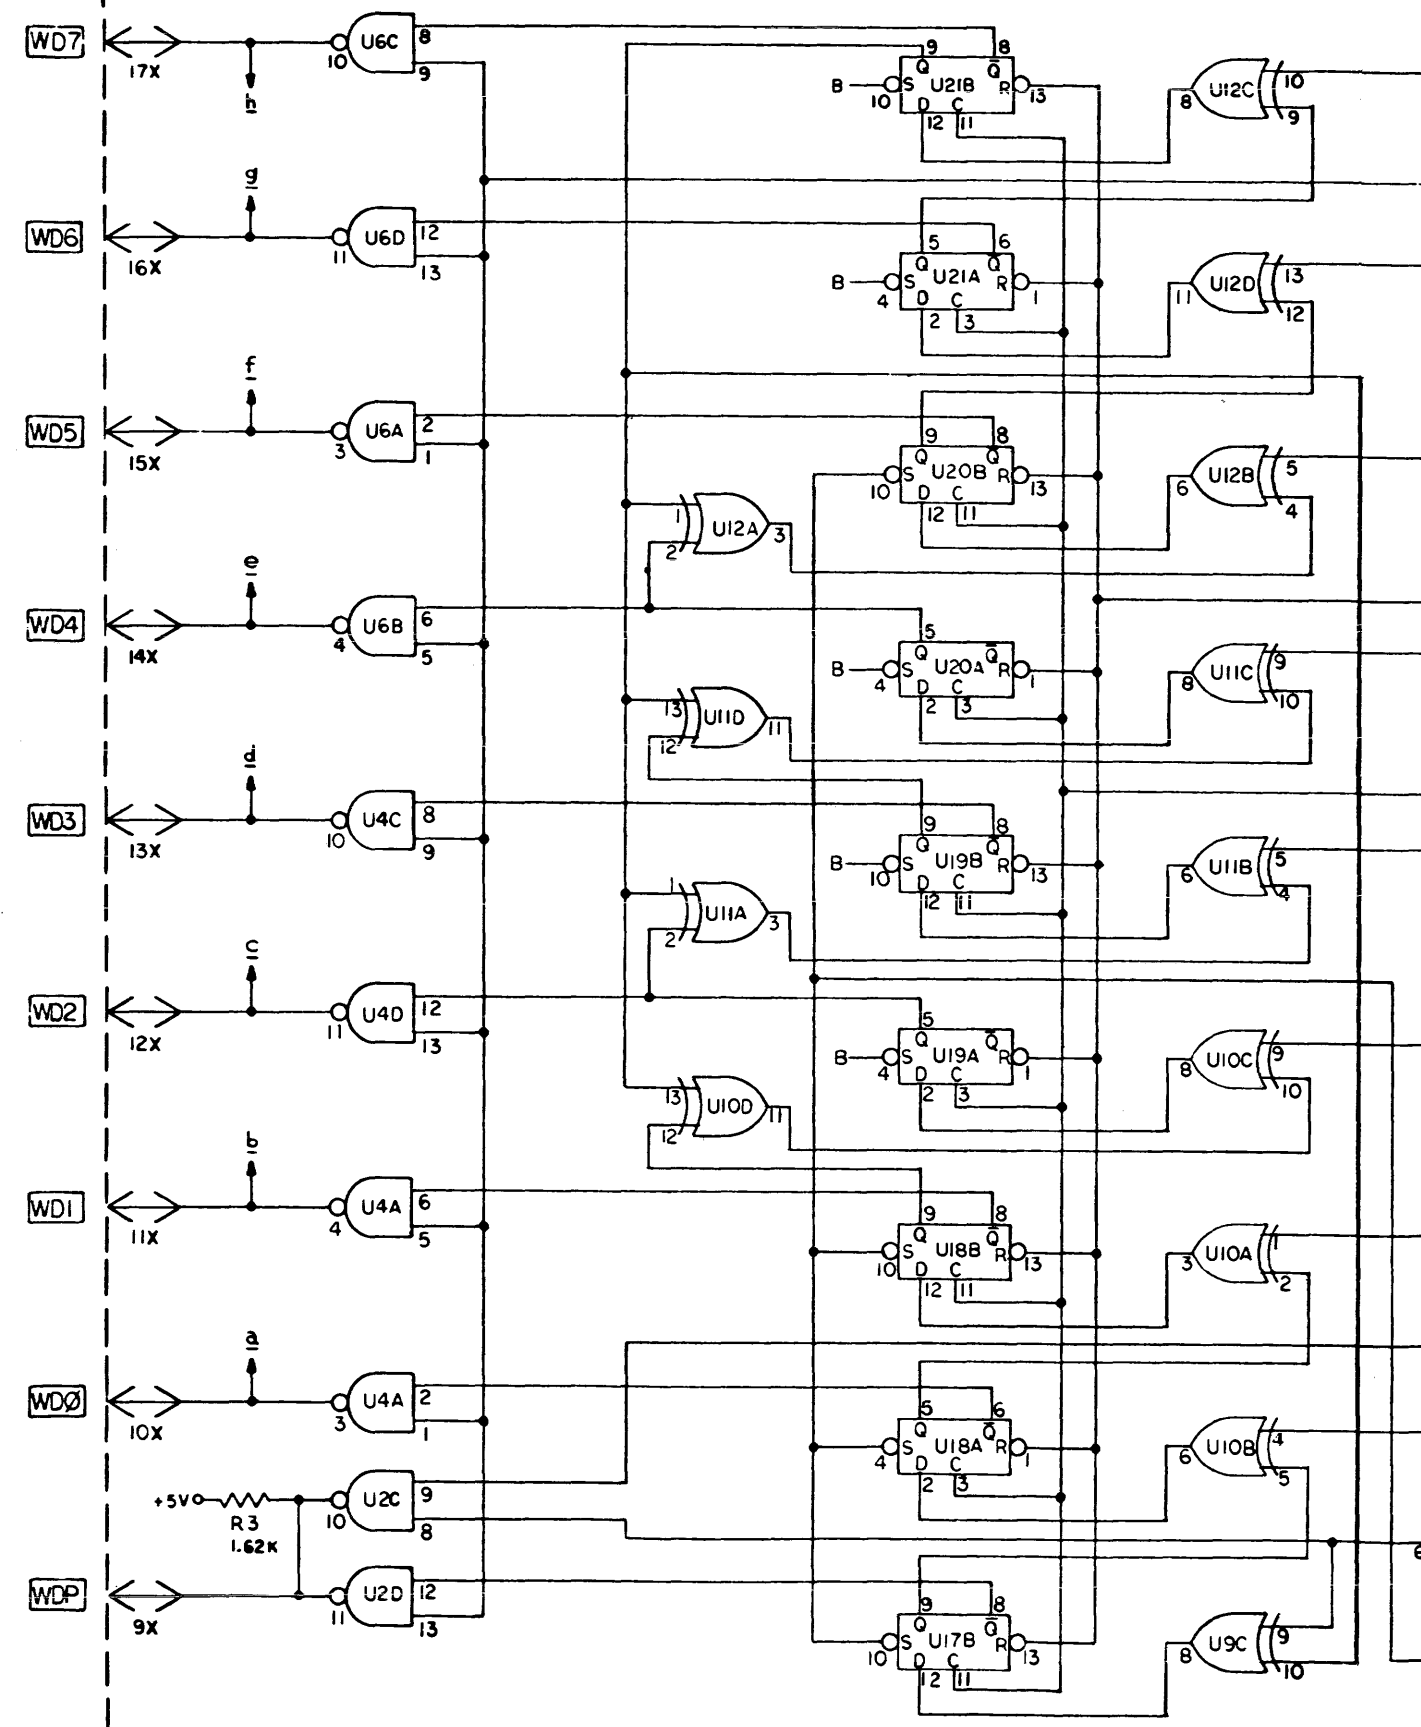 WD7
17X
h
10
U6C
8
9
9
8
Q
Q̅
B
10
S
U21B
R
13
D
C
12
11
8
U12C
10
9
g
WD6
16X
11
U6D
12
13
5
6
Q
Q̅
B
4
S
U21A
R
1
D
C
2
3
11
U12D
13
12
f
WD5
15X
3
U6A
2
1
9
8
Q
Q̅
10
S
U20B
R
13
D
C
12
11
6
U12B
5
4
1
2
U12A
3
e
WD4
14X
4
U6B
6
5
5
Q
Q̅
B
4
S
U20A
R
1
D
C
2
3
8
U11C
9
10
13
12
U11D
11
d
WD3
13X
10
U4C
8
9
9
8
Q
Q̅
B
10
S
U19B
R
13
D
C
12
11
6
U11B
5
4
1
2
U11A
3
c
WD2
12X
11
U4D
12
13
5
Q
Q̅
B
4
S
U19A
R
1
D
C
2
3
8
U10C
9
10
13
12
U10D
11
b
WD1
11X
4
U4A
6
5
9
8
Q
Q̅
10
S
U18B
R
13
D
C
12
11
3
U10A
1
2
a
WDØ
10X
3
U4A
2
1
5
6
Q
Q̅
4
S
U18A
R
1
D
C
2
3
6
U10B
4
5
+5V
R3
1.62K
10
U2C
9
8
WDP
9X
11
U2D
12
13
9
8
Q
Q̅
10
S
U17B
R
13
D
C
12
11
8
U9C
9
10